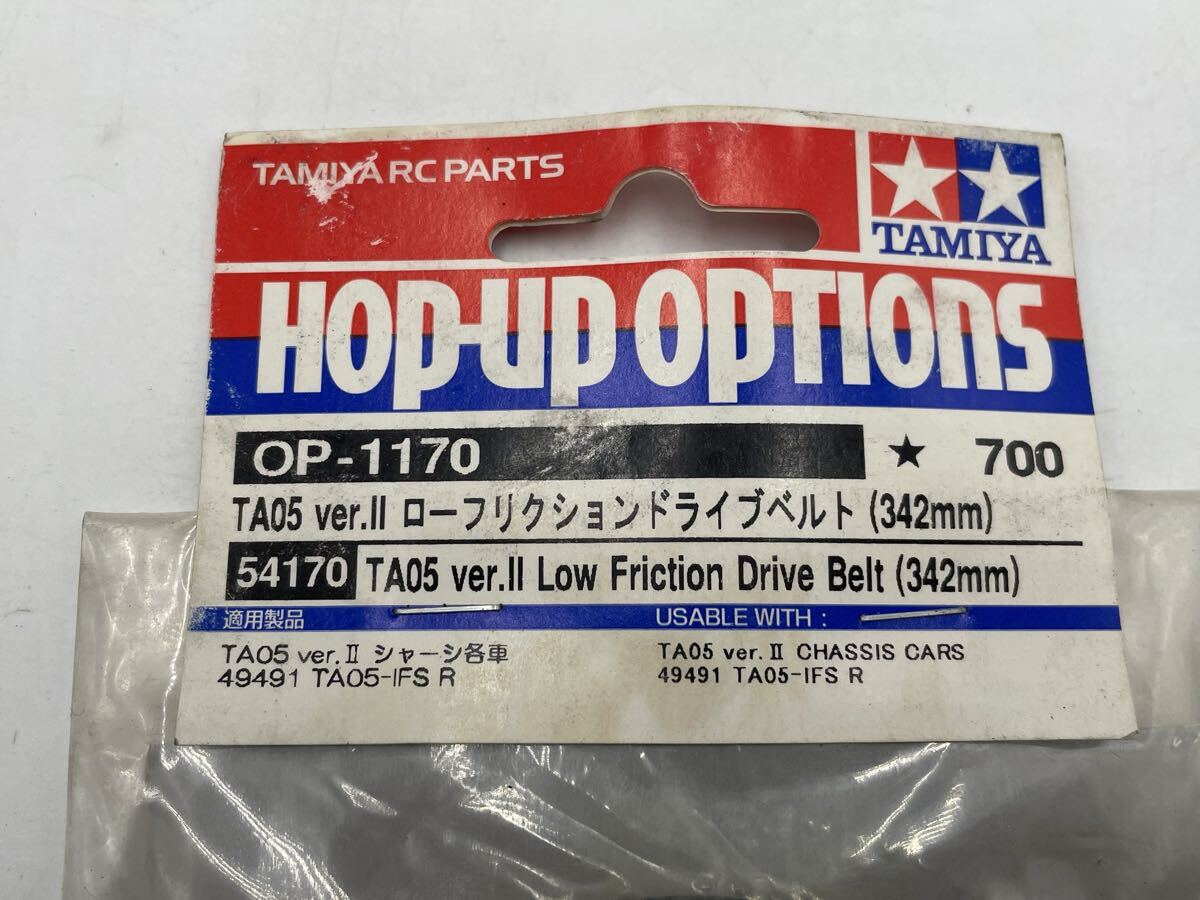 TAMIYA RC PARTS
TAMIYA
HOP-UP OPTIONS
OP-1170 ★ 700
TA05 ver.II ローフリクションドライブベルト (342mm)
54170 TA05 ver.II Low Friction Drive Belt (342mm)
適用製品 USABLE WITH :
TA05 ver.Ⅱ シャーシ各車
49491 TA05-IFS R
TA05 ver.Ⅱ CHASSIS CARS
49491 TA05-IFS R